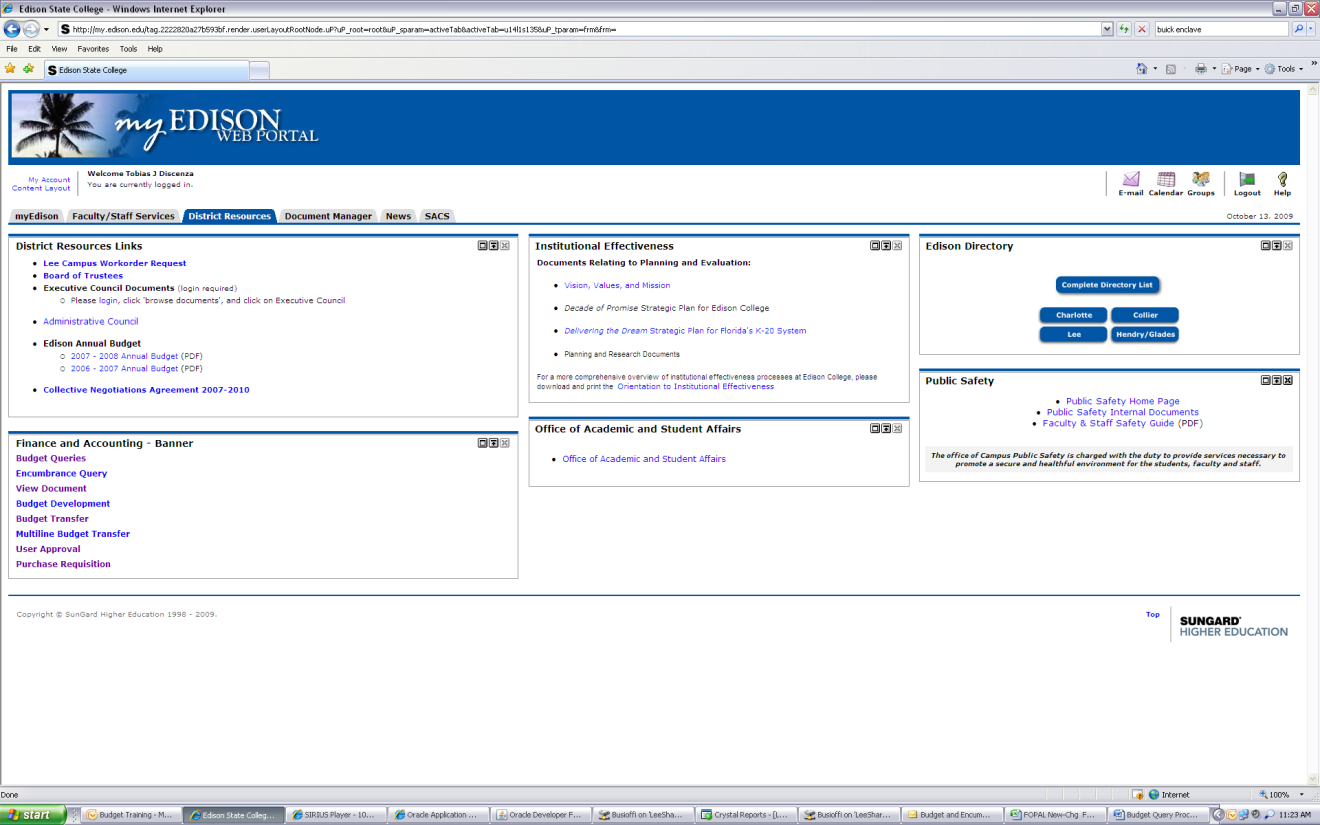 Edison State College - Windows Internet Explorer
http://my.edison.edu/tag.2222820a27b593bf.render.userLayoutRootNode.uP?uP_root=root&uP_sparam=activeTab&activeTab=u14l1s135&uP_tparam=frm&frm=
buick enclave
File Edit View Favorites Tools Help
Edison State College
Page Tools
my EDISON
WEB PORTAL
My Account
Content Layout
Welcome Tobias J Discenza
You are currently logged in.
E-mail Calendar Groups Logout Help
myEdison Faculty/Staff Services District Resources Document Manager News SACS
October 13, 2009
District Resources Links
Lee Campus Workorder Request
Board of Trustees
Executive Council Documents (login required)
Please login, click 'browse documents', and click on Executive Council
Administrative Council
Edison Annual Budget
2007 - 2008 Annual Budget (PDF)
2006 - 2007 Annual Budget (PDF)
Collective Negotiations Agreement 2007-2010
Finance and Accounting - Banner
Budget Queries
Encumbrance Query
View Document
Budget Development
Budget Transfer
Multiline Budget Transfer
User Approval
Purchase Requisition
Institutional Effectiveness
Documents Relating to Planning and Evaluation:
Vision, Values, and Mission
Decade of Promise Strategic Plan for Edison College
Delivering the Dream Strategic Plan for Florida's K-20 System
Planning and Research Documents
For a more comprehensive overview of institutional effectiveness processes at Edison College, please
download and print the Orientation to Institutional Effectiveness
Office of Academic and Student Affairs
Office of Academic and Student Affairs
Edison Directory
Complete Directory List
Charlotte Collier
Lee Hendry/Glades
Public Safety
Public Safety Home Page
Public Safety Internal Documents
Faculty & Staff Safety Guide (PDF)
The office of Campus Public Safety is charged with the duty to provide services necessary to
promote a secure and healthful environment for the students, faculty and staff.
Copyright © SunGard Higher Education 1998 - 2009.
Top
SUNGARD®
HIGHER EDUCATION
Done
Internet
100%
start
Budget Training - M...
Edison State Colleg...
SIRIUS Player - 10...
Oracle Application ...
Oracle Developer F...
Busioffi on 'LeeSha...
Crystal Reports - [L...
Busioffi on 'LeeShar...
Budget and Encum...
FOPAL New-Chg F...
Budget Query Proc...
11:23 AM